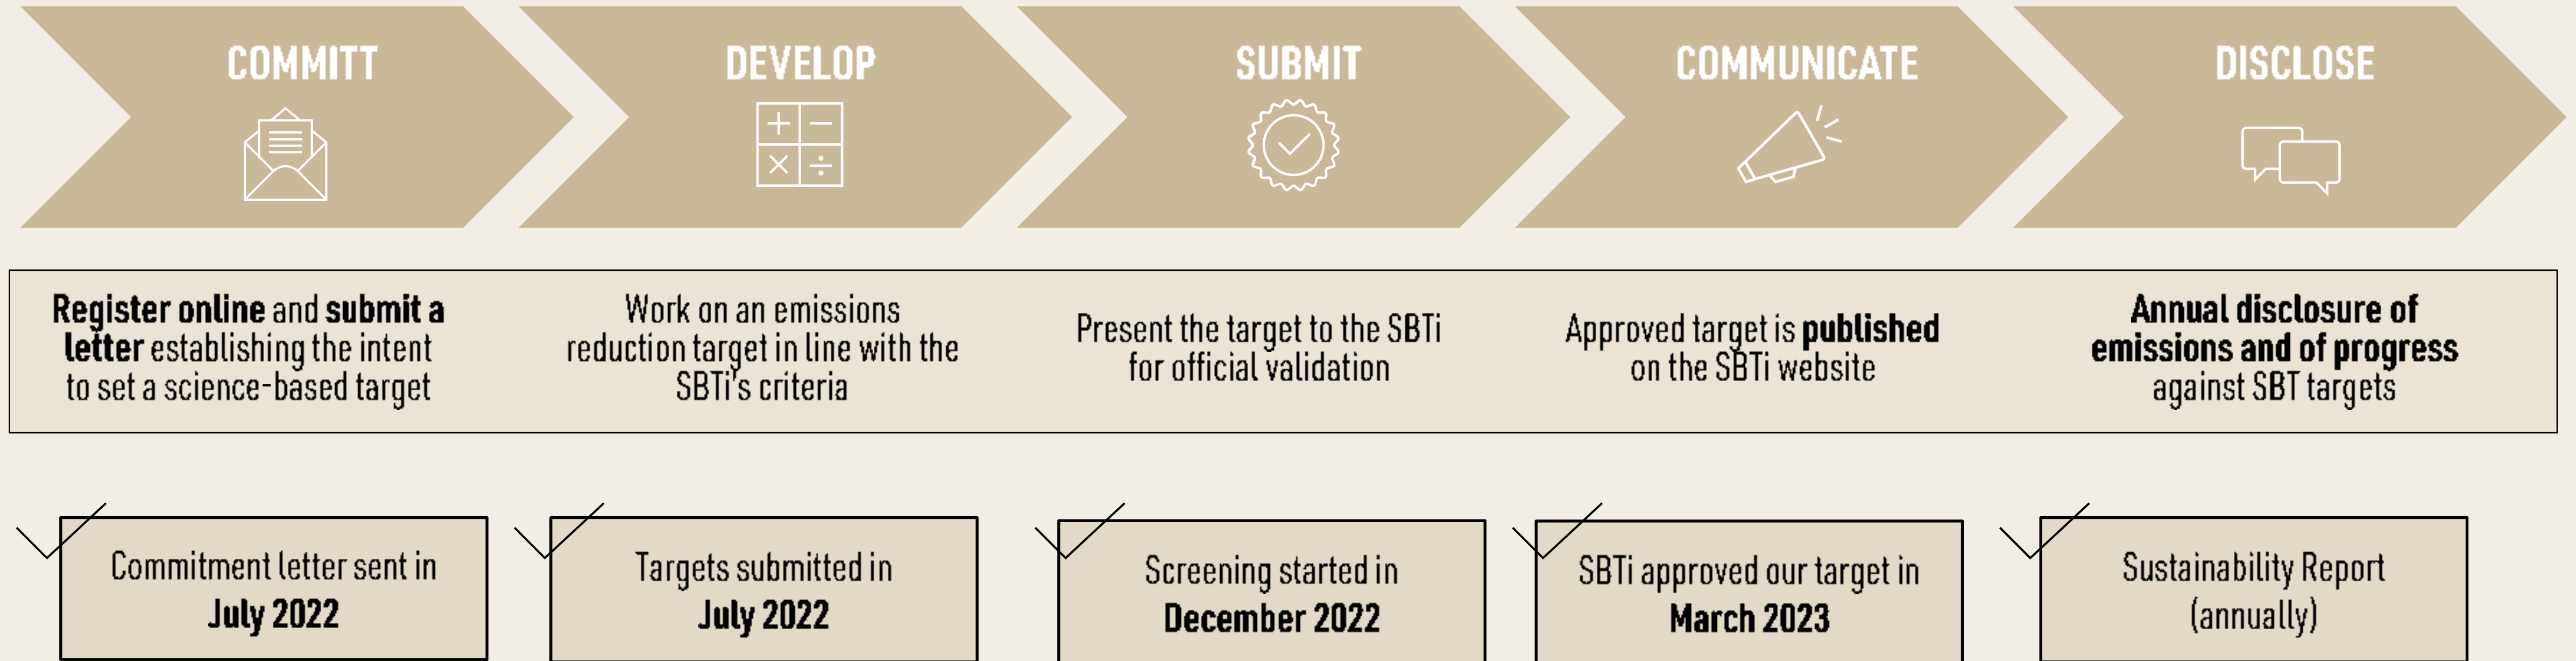 COMMITT
DEVELOP
SUBMIT
COMMUNICATE
DISCLOSE
Register online and submit a
letter establishing the intent
to set a science-based target
Work on an emissions
reduction target in line with the
SBTi's criteria
Present the target to the SBTi
for official validation
Approved target is published
on the SBTi website
Annual disclosure of
emissions and of progress
against SBT targets
Commitment letter sent in
July 2022
Targets submitted in
July 2022
Screening started in
December 2022
SBTi approved our target in
March 2023
Sustainability Report
(annually)